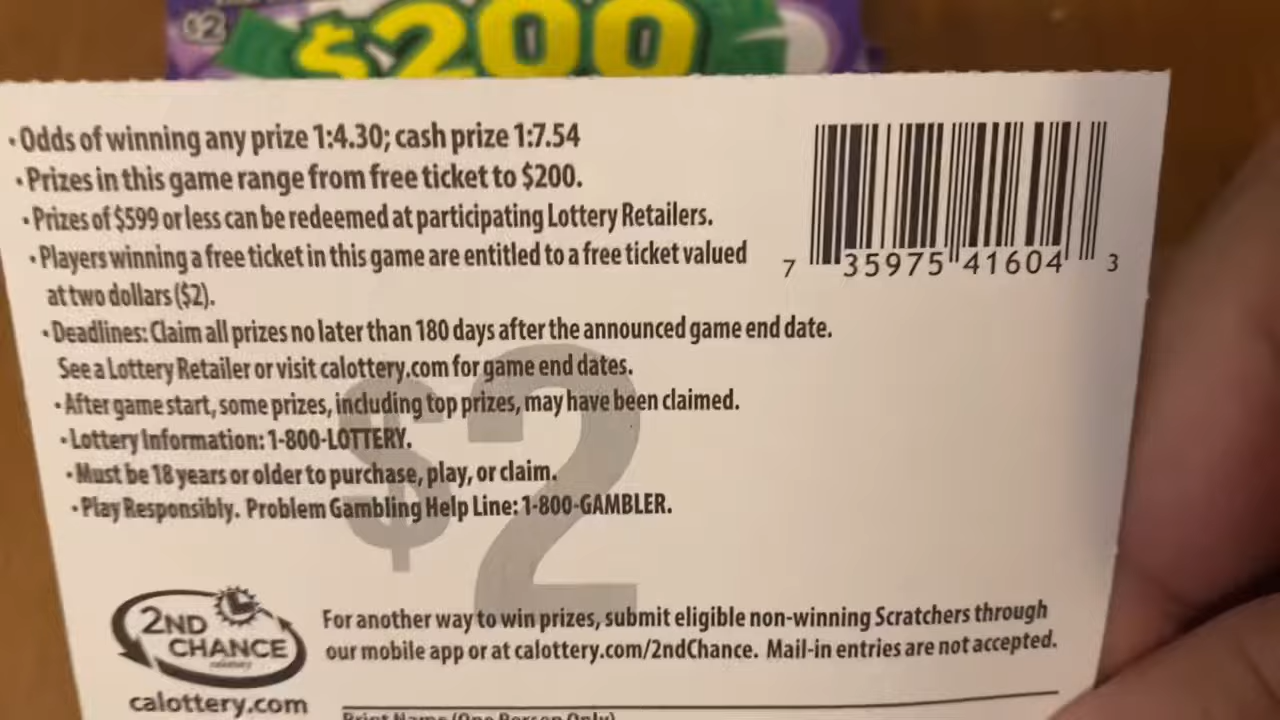 $2
$200
• Odds of winning any prize 1:4.30; cash prize 1:7.54
• Prizes in this game range from free ticket to $200.
• Prizes of $599 or less can be redeemed at participating Lottery Retailers.
• Players winning a free ticket in this game are entitled to a free ticket valued
at two dollars ($2).
• Deadlines: Claim all prizes no later than 180 days after the announced game end date.
See a Lottery Retailer or visit calottery.com for game end dates.
• After game start, some prizes, including top prizes, may have been claimed.
• Lottery Information: 1-800-LOTTERY.
• Must be 18 years or older to purchase, play, or claim.
• Play Responsibly. Problem Gambling Help Line: 1-800-GAMBLER.
7 35975 41604 3
$2
2ND
CHANCE
calottery.com
For another way to win prizes, submit eligible non-winning Scratchers through
our mobile app or at calottery.com/2ndChance. Mail-in entries are not accepted.
Print Name (One Person Only)